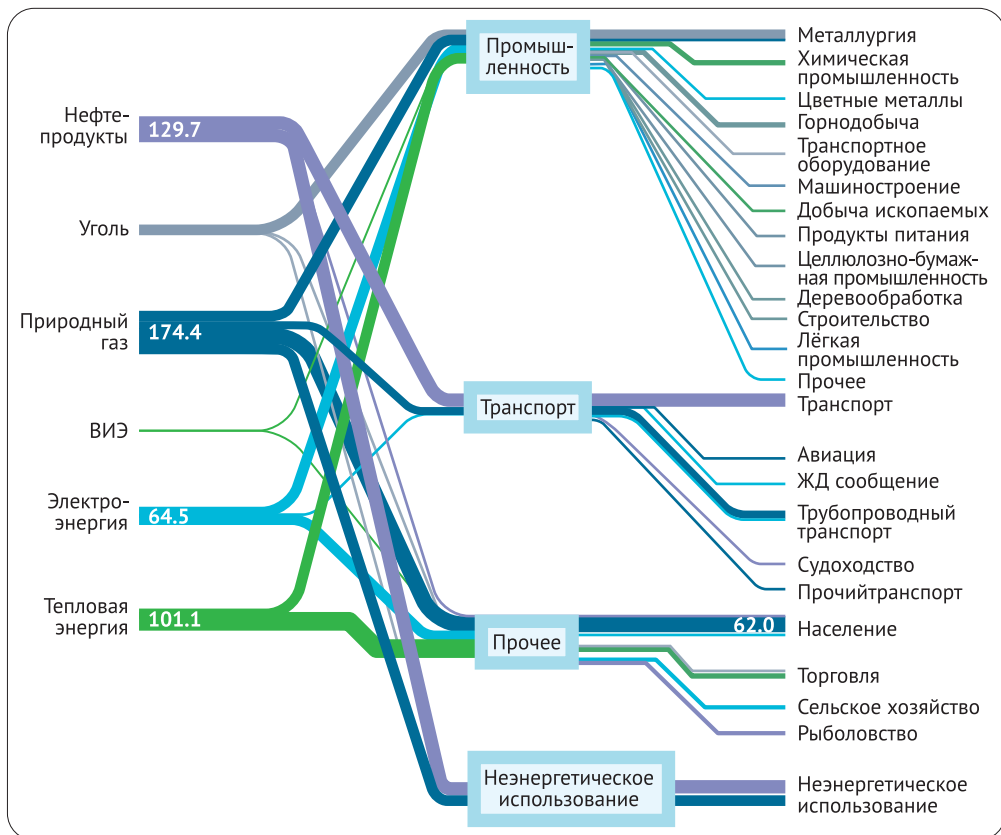 Нефте-
продукты
129.7
Уголь
Природный
газ
174.4
ВИЭ
Электро-
энергия
64.5
Тепловая
энергия
101.1
Промыш-
ленность
Транспорт
Прочее
Неэнергетическое
использование
Металлургия
Химическая
промышленность
Цветные металлы
Горнодобыча
Транспортное
оборудование
Машиностроение
Добыча ископаемых
Продукты питания
Целлюлозно-бумаж-
ная промышленность
Деревообработка
Строительство
Лёгкая
промышленность
Прочее
Транспорт
Авиация
ЖД сообщение
Трубопроводный
транспорт
Судоходство
Прочийтранспорт
62.0
Население
Торговля
Сельское хозяйство
Рыболовство
Неэнергетическое
использование